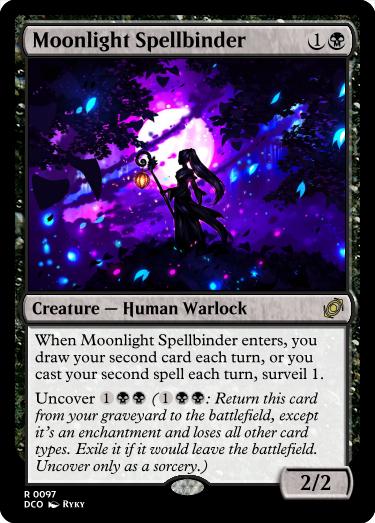 Moonlight Spellbinder 1
Creature — Human Warlock
When Moonlight Spellbinder enters, you
draw your second card each turn, or you
cast your second spell each turn, surveil 1.
Uncover 1 (1: Return this card
from your graveyard to the battlefield, except
it's an enchantment and loses all other card
types. Exile it if it would leave the battlefield.
Uncover only as a sorcery.)
2/2
R 0097
DCO Ryky